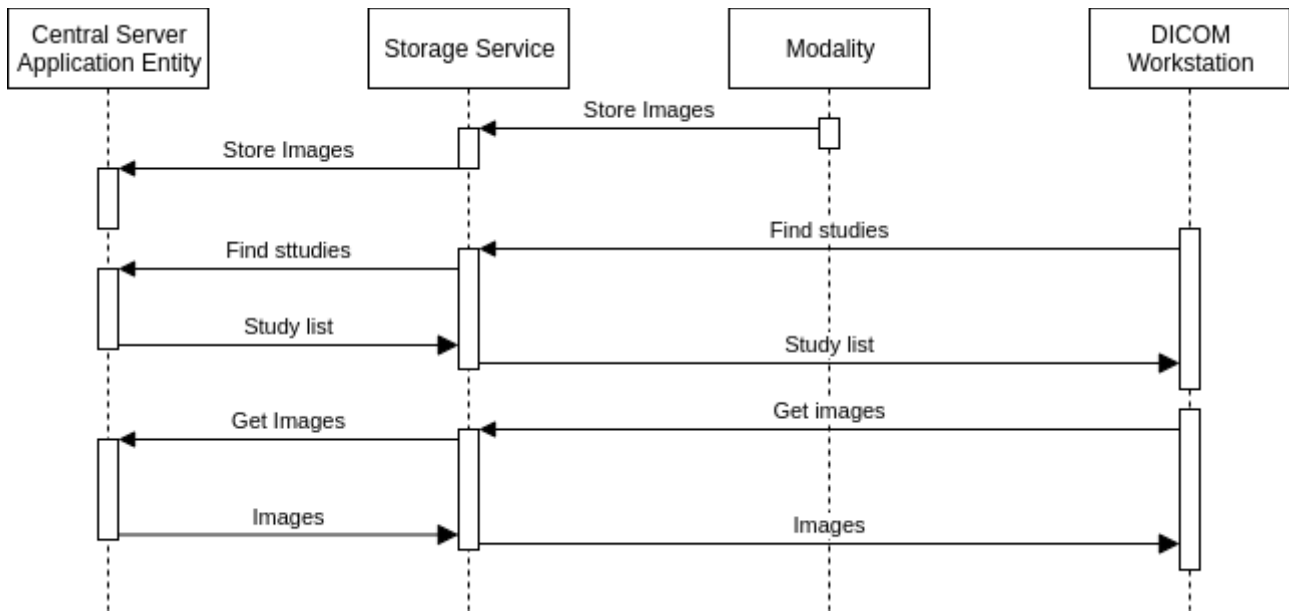 Central Server
Application Entity
Storage Service
Modality
DICOM
Workstation
Store Images
Store Images
Find studies
Find sttudies
Study list
Study list
Get images
Get Images
Images
Images